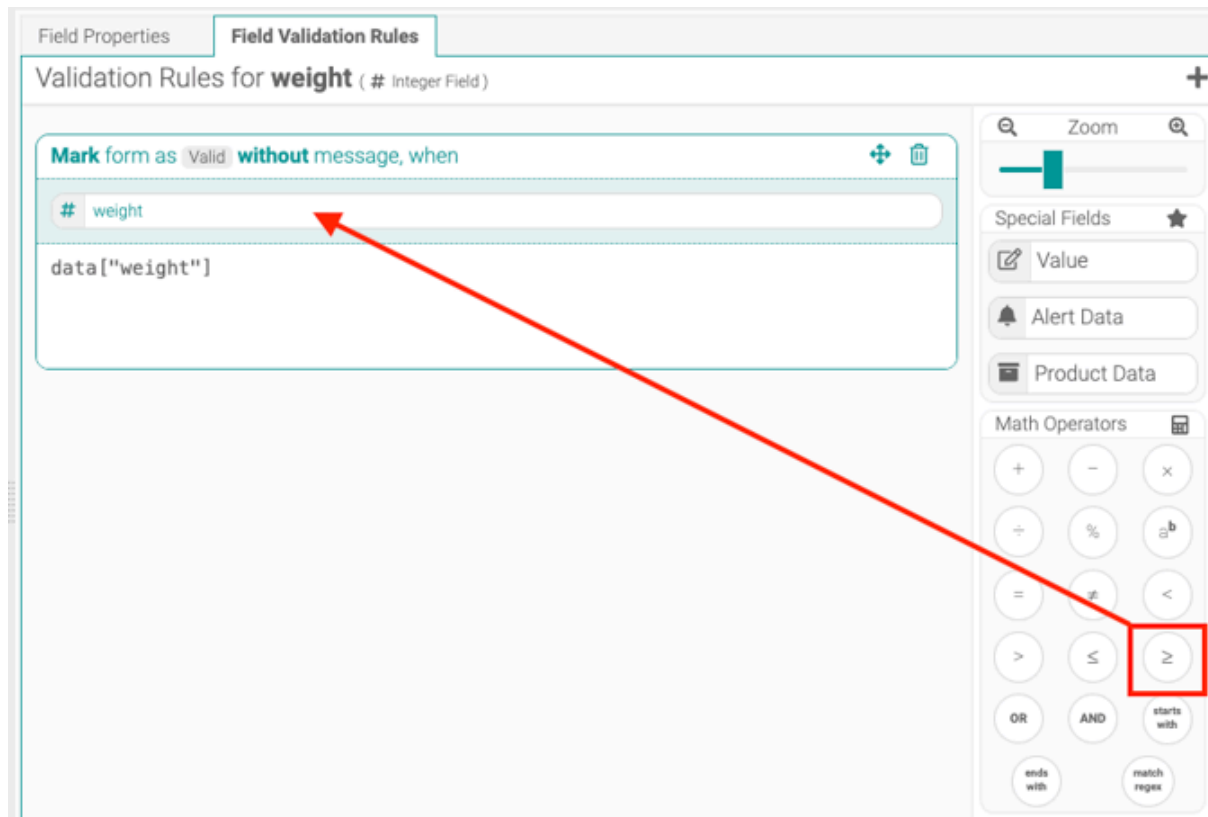 Field Properties
Field Validation Rules
Validation Rules for weight ( # Integer Field )
Mark form as Valid without message, when
# weight
data["weight"]
Zoom
Special Fields
Value
Alert Data
Product Data
Math Operators
+ − ×
÷ % aᵇ
= ≠ <
> ≤ ≥
OR AND starts with
ends with match regex